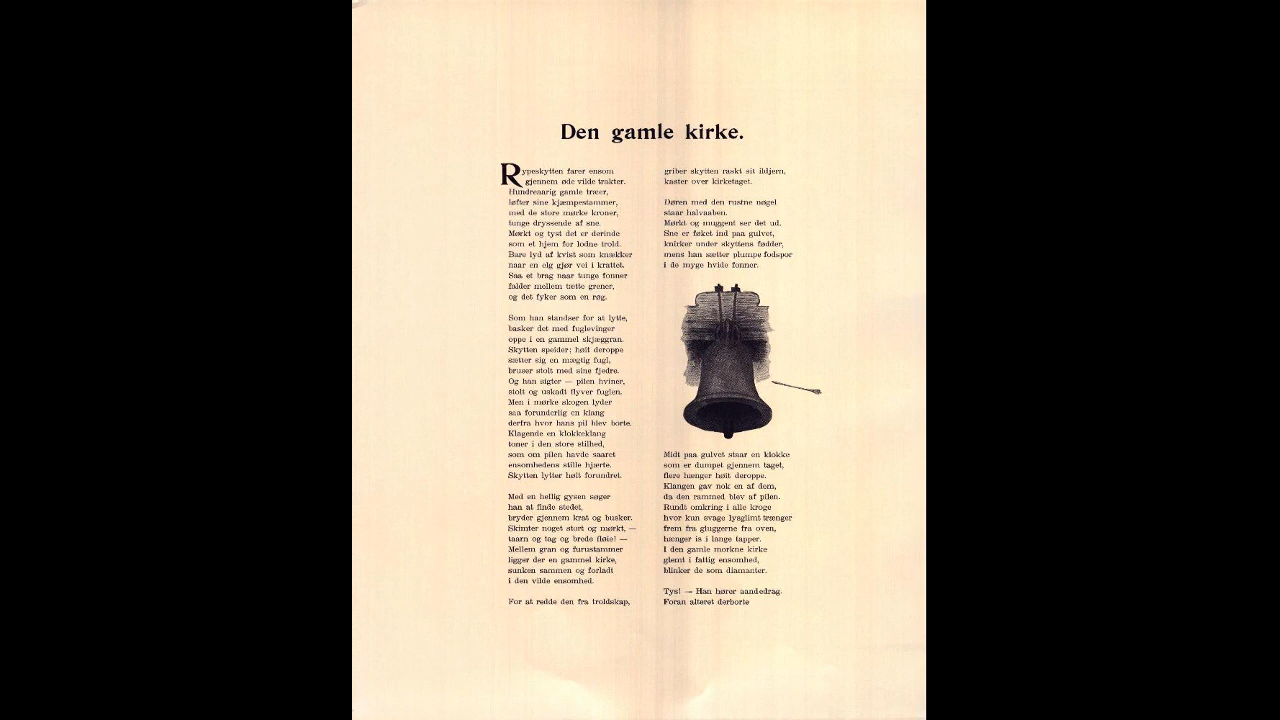 Den gamle kirke.
Rypeskytten farer ensom
gjennem øde vilde trakter.
Hundreaarig gamle træer,
løfter sine kjæmpestammer,
med de store mørke kroner,
tunge dryssende af sne.
Mørkt og tyst det er derinde
som et hjem for lodne trold.
Bare lyd af kvist som knækker
naar en elg gjør vei i krattet.
Saa et brag naar tunge fonner
falder mellem tætte grener,
og det fyker som en røg.
Som han standser for at lytte,
basker det med fuglevinger
oppe i en gammel skjæggran.
Skytten speider; høit deroppe
sætter sig en mægtig fugl,
bruser stolt med sine fjedre.
Og han sigter — pilen hviner,
stolt og uskadt flyver fuglen.
Men i mørke skogen lyder
saa forunderlig en klang
derfra hvor hans pil blev borte.
Klagende en klokkeklang
toner i den store stilhed,
som om pilen havde saaret
ensomhedens stille hjærte.
Skytten lytter høit forundret.
Med en hellig gysen søger
han at finde stedet,
bryder gjennem krat og busker.
Skimter noget stort og mørkt, —
taarn og tag og brede fløie! —
Mellem gran og furustammer
ligger der en gammel kirke,
sunken sammen og forladt
i den vilde ensomhed.
For at redde den fra troldskap,
griber skytten raskt sit ildjern,
kaster over kirketaget.
Døren med den rustne nøgel
staar halvaaben.
Mørkt og muggent ser det ud.
Sne er føket ind paa gulvet,
knirker under skyttens fødder,
mens han sætter plumpe fodspor
i de myge hvide fonner.
Midt paa gulvet staar en klokke
som er dumpet gjennem taget,
flere hænger høit deroppe.
Klangen gav nok en af dem,
da den rammed blev af pilen.
Rundt omkring i alle kroge
hvor kun svage lysglimt trænger
frem fra gluggerne fra oven,
hænger is i lange tapper.
I den gamle morkne kirke
glemt i fattig ensomhed,
blinker de som diamanter.
Tys! — Han hører aandedrag.
Foran alteret derborte